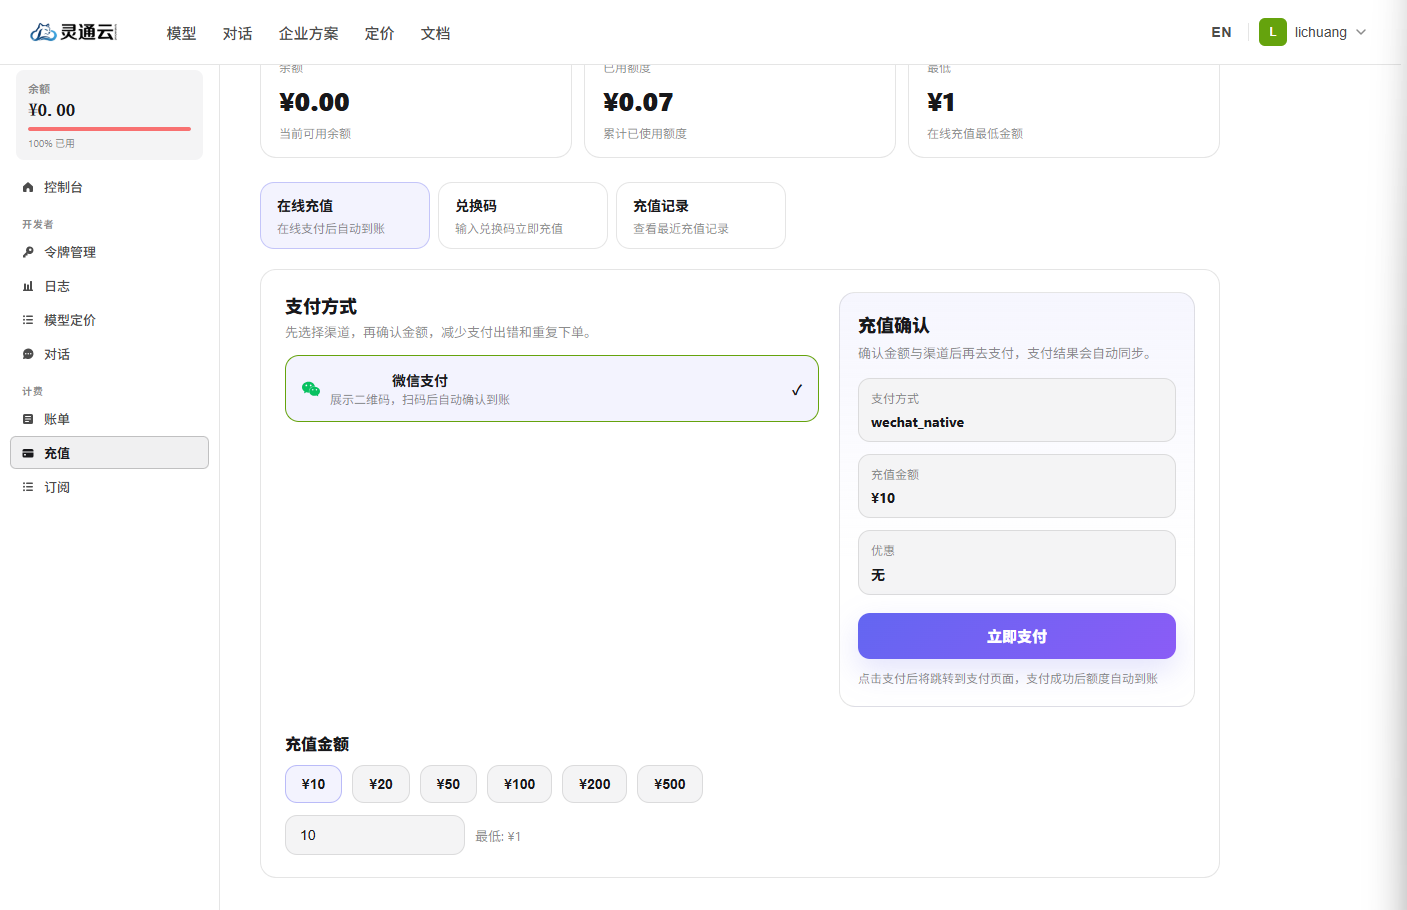 灵通云
模型
对话
企业方案
定价
文档
EN
L
lichuang
余额
¥0. 00
100% 已用
控制台
开发者
令牌管理
日志
模型定价
对话
计费
账单
充值
订阅
余额
¥0.00
当前可用余额
已用额度
¥0.07
累计已使用额度
最低
¥1
在线充值最低金额
在线充值
在线支付后自动到账
兑换码
输入兑换码立即充值
充值记录
查看最近充值记录
支付方式
先选择渠道，再确认金额，减少支付出错和重复下单。
微信支付
展示二维码，扫码后自动确认到账
充值确认
确认金额与渠道后再去支付，支付结果会自动同步。
支付方式
wechat_native
充值金额
¥10
优惠
无
立即支付
点击支付后将跳转到支付页面，支付成功后额度自动到账
充值金额
¥10
¥20
¥50
¥100
¥200
¥500
10
最低: ¥1